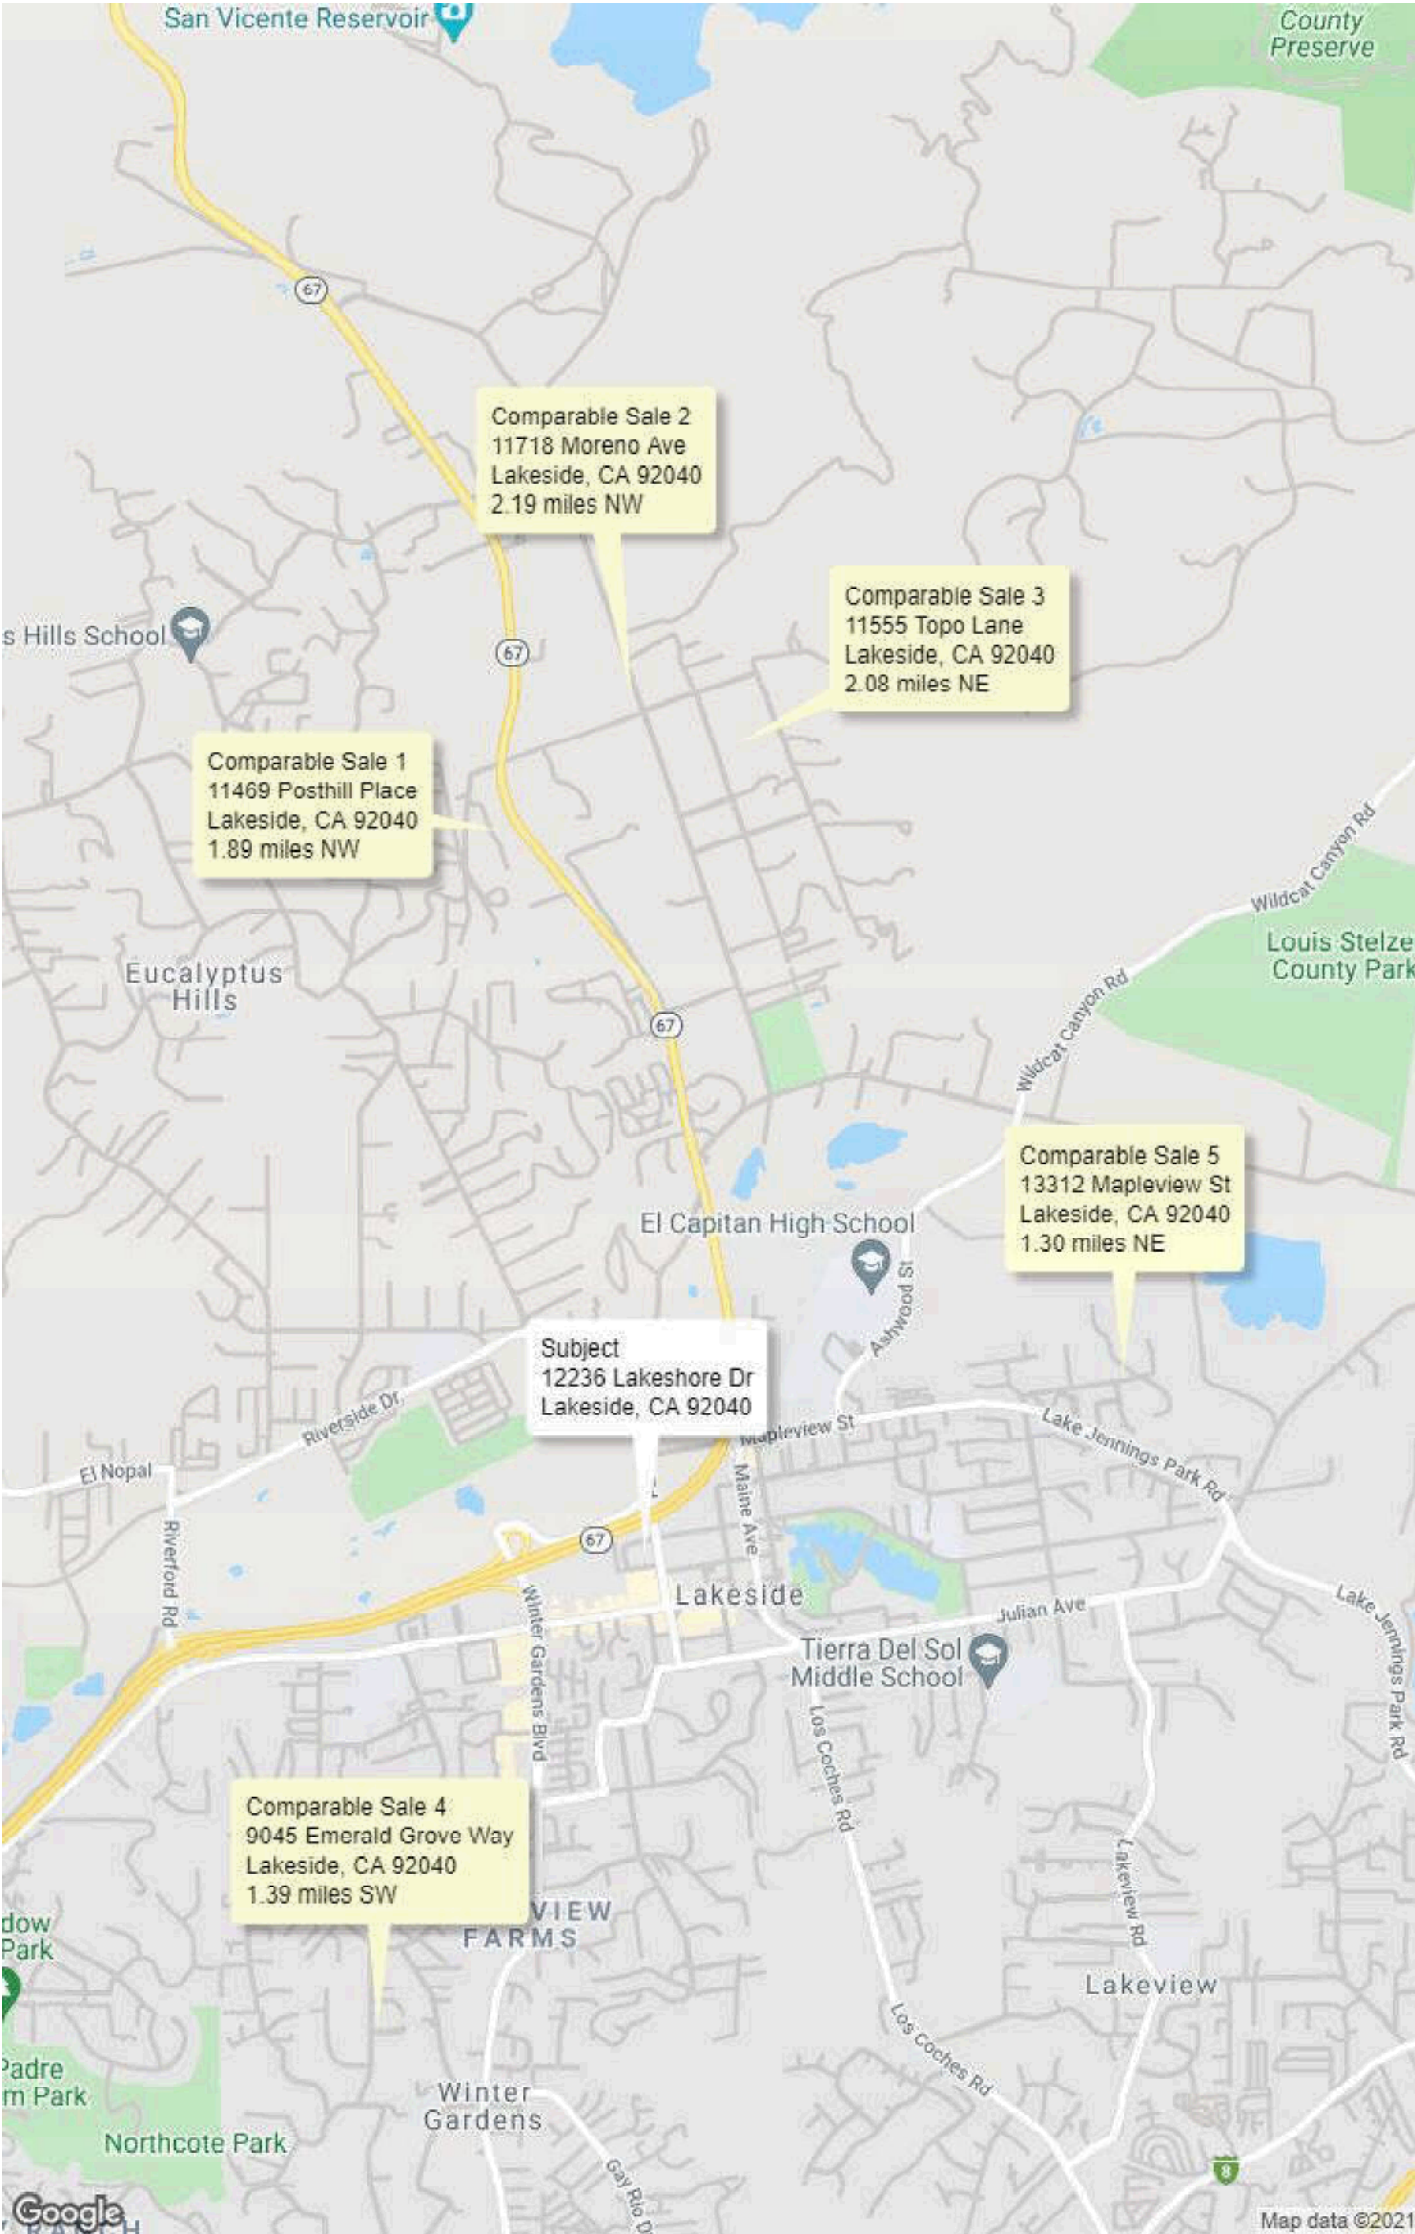 San Vicente Reservoir
County
Preserve
67
Comparable Sale 2
11718 Moreno Ave
Lakeside, CA 92040
2.19 miles NW
Comparable Sale 3
11555 Topo Lane
Lakeside, CA 92040
2.08 miles NE
s Hills School
67
Comparable Sale 1
11469 Posthill Place
Lakeside, CA 92040
1.89 miles NW
Wildcat Canyon Rd
Louis Stelze
County Park
Eucalyptus
Hills
Wildcat Canyon Rd
67
Comparable Sale 5
13312 Mapleview St
Lakeside, CA 92040
1.30 miles NE
El Capitan High School
Ashwood St
Subject
12236 Lakeshore Dr
Lakeside, CA 92040
Riverside Dr
Mapleview St
Lake Jennings Park Rd
El Nopal
Maine Ave
Riverford Rd
67
Winter Gardens Blvd
Lakeside
Julian Ave
Lake Jennings Park Rd
Tierra Del Sol
Middle School
Los Coches Rd
Comparable Sale 4
9045 Emerald Grove Way
Lakeside, CA 92040
1.39 miles SW
VIEW
FARMS
Lakeview Rd
dow
Park
Lakeview
Los Coches Rd
Padre
m Park
Winter
Gardens
Northcote Park
Gay Rio D
8
Google
Map data ©2021